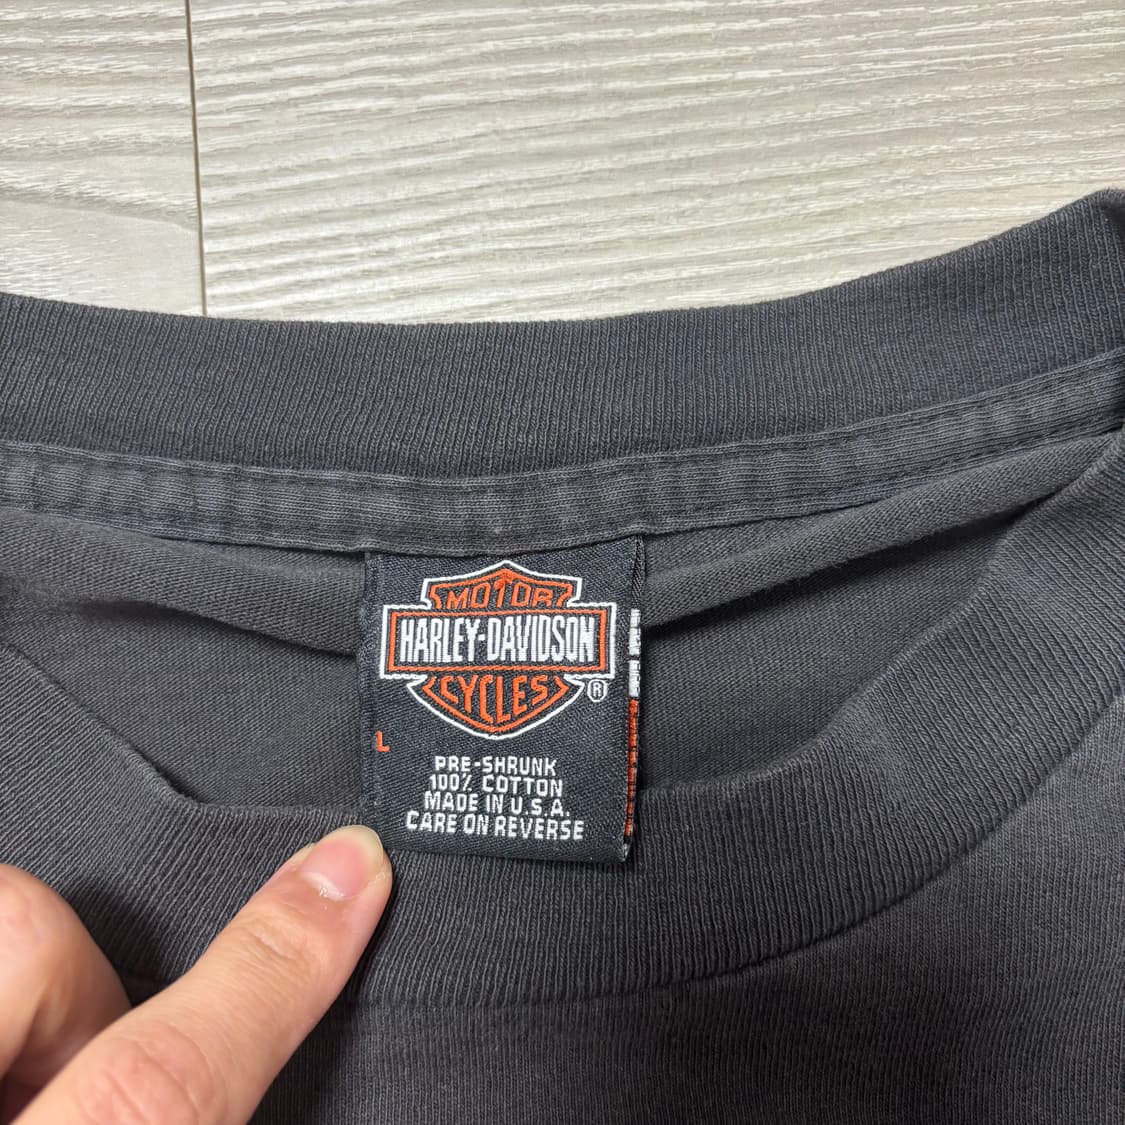 MOTOR
HARLEY-DAVIDSON
CYCLES
®
L
PRE-SHRUNK
100% COTTON
MADE IN U.S.A.
CARE ON REVERSE